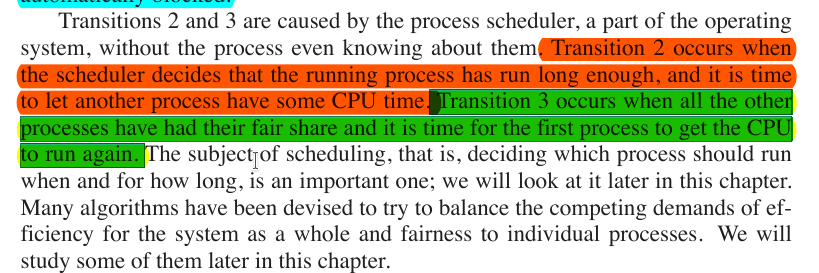 automatically blocked.
Transitions 2 and 3 are caused by the process scheduler, a part of the operating
system, without the process even knowing about them. Transition 2 occurs when
the scheduler decides that the running process has run long enough, and it is time
to let another process have some CPU time. Transition 3 occurs when all the other
processes have had their fair share and it is time for the first process to get the CPU
to run again. The subject of scheduling, that is, deciding which process should run
when and for how long, is an important one; we will look at it later in this chapter.
Many algorithms have been devised to try to balance the competing demands of ef-
ficiency for the system as a whole and fairness to individual processes. We will
study some of them later in this chapter.